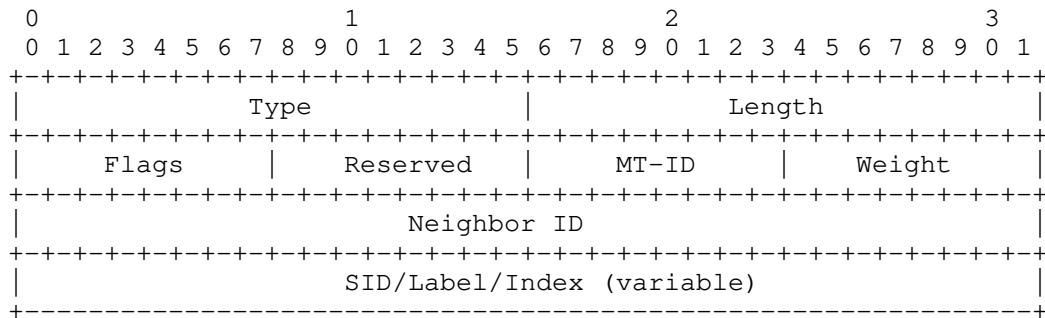 0                   1                   2                   3
 0 1 2 3 4 5 6 7 8 9 0 1 2 3 4 5 6 7 8 9 0 1 2 3 4 5 6 7 8 9 0 1
+-+-+-+-+-+-+-+-+-+-+-+-+-+-+-+-+-+-+-+-+-+-+-+-+-+-+-+-+-+-+-+-+
|              Type             |             Length            |
+-+-+-+-+-+-+-+-+-+-+-+-+-+-+-+-+-+-+-+-+-+-+-+-+-+-+-+-+-+-+-+-+
|     Flags     |    Reserved   |     MT-ID     |    Weight     |
+-+-+-+-+-+-+-+-+-+-+-+-+-+-+-+-+-+-+-+-+-+-+-+-+-+-+-+-+-+-+-+-+
|                        Neighbor ID                            |
+-+-+-+-+-+-+-+-+-+-+-+-+-+-+-+-+-+-+-+-+-+-+-+-+-+-+-+-+-+-+-+-+
|                    SID/Label/Index (variable)                 |
+---------------------------------------------------------------+